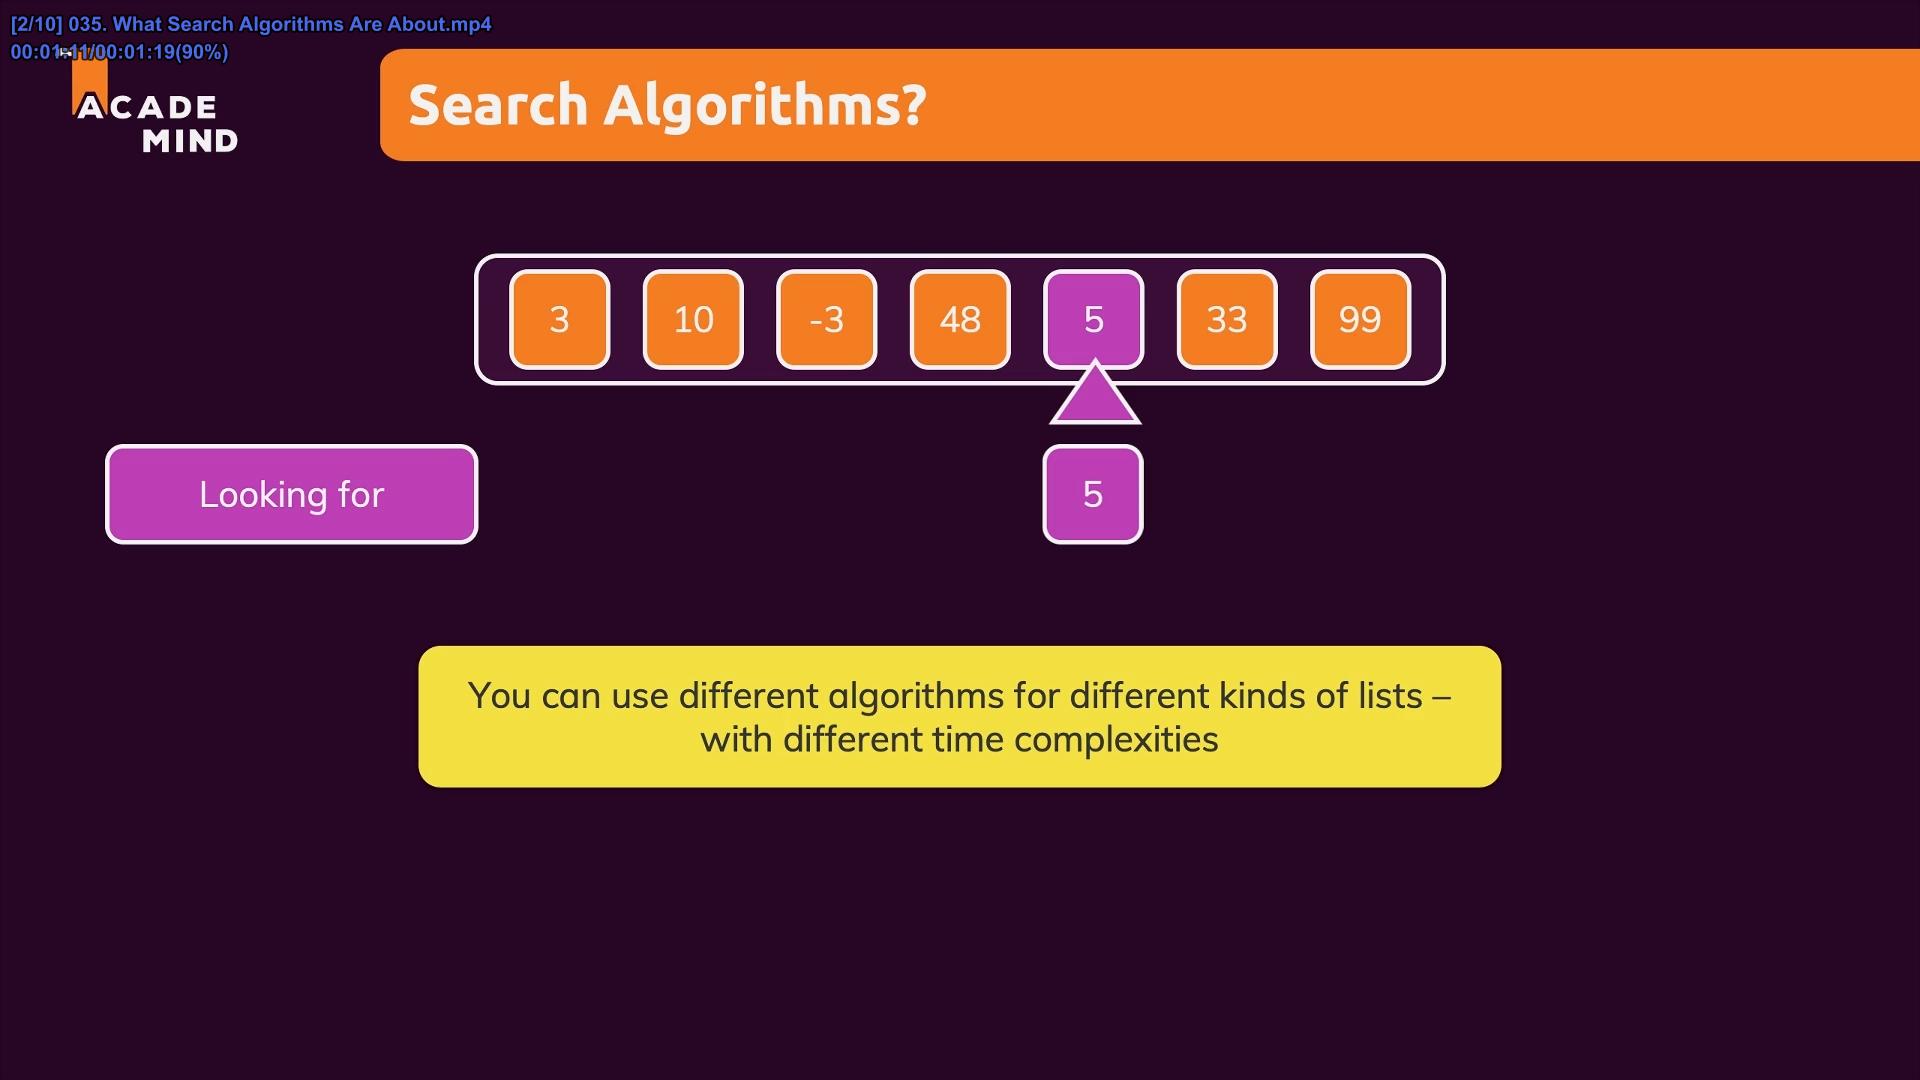 [2/10] 035. What Search Algorithms Are About.mp4
00:01:11/00:01:19(90%)
ACADE
MIND
Search Algorithms?
3 10 -3 48 5 33 99
Looking for 5
You can use different algorithms for different kinds of lists –
with different time complexities